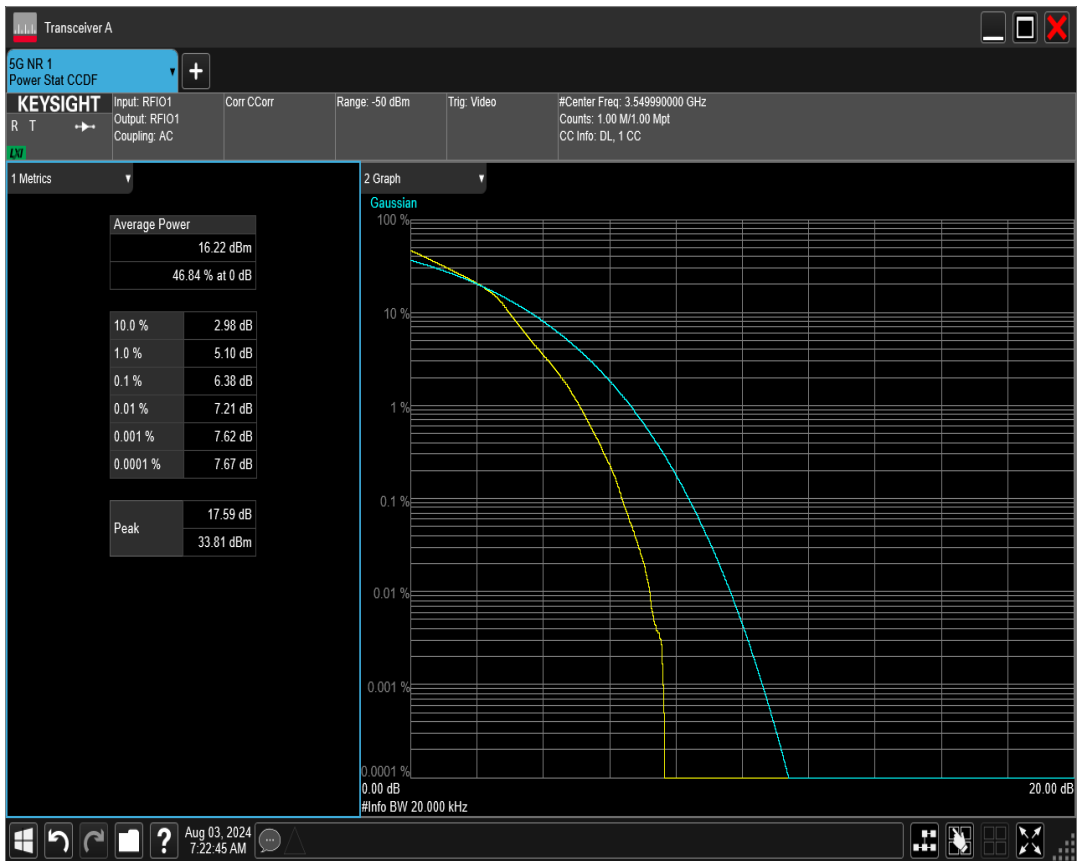 Transceiver A
5G NR 1
Power Stat CCDF
+
KEYSIGHT
R T
LXI
Input: RFIO1
Output: RFIO1
Coupling: AC
Corr CCorr
Range: -50 dBm
Trig: Video
#Center Freq: 3.549990000 GHz
Counts: 1.00 M/1.00 Mpt
CC Info: DL, 1 CC
1 Metrics
Average Power
16.22 dBm
46.84 % at 0 dB
10.0 % 2.98 dB
1.0 % 5.10 dB
0.1 % 6.38 dB
0.01 % 7.21 dB
0.001 % 7.62 dB
0.0001 % 7.67 dB
Peak
17.59 dB
33.81 dBm
2 Graph
Gaussian
100 %
10 %
1 %
0.1 %
0.01 %
0.001 %
0.0001 %
0.00 dB 20.00 dB
#Info BW 20.000 kHz
?
Aug 03, 2024
7:22:45 AM